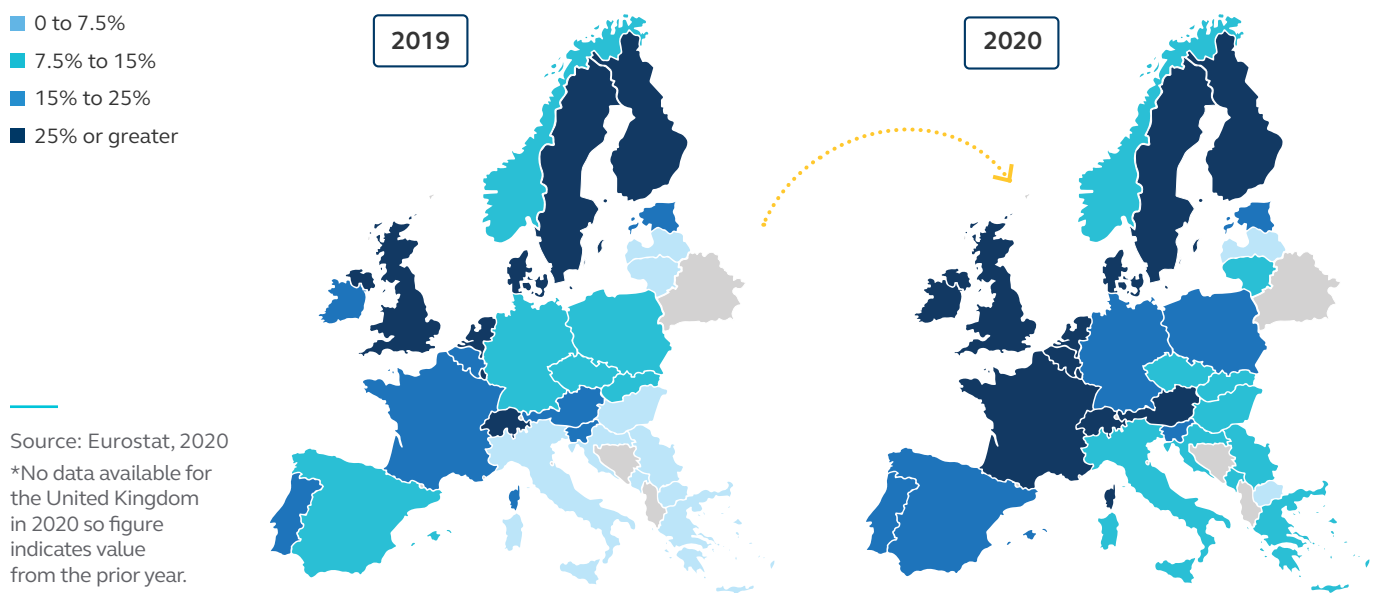 0 to 7.5%
7.5% to 15%
15% to 25%
25% or greater
2019
2020
Source: Eurostat, 2020
*No data available for
the United Kingdom
in 2020 so figure
indicates value
from the prior year.